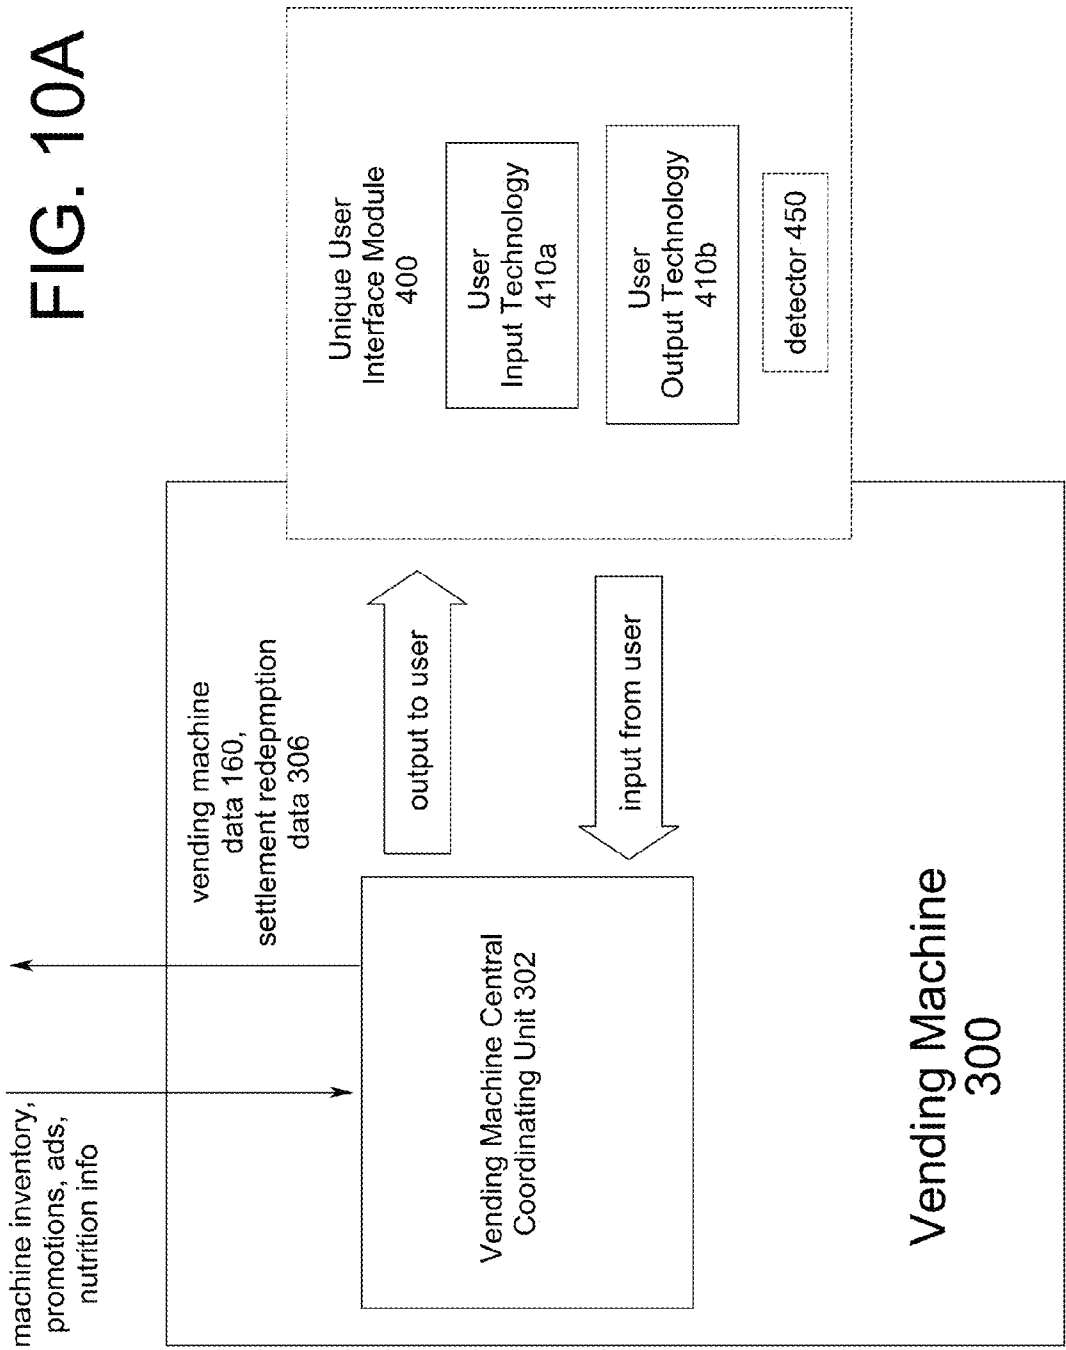 FIG. 10A
machine inventory,
promotions, ads,
nutrition info
vending machine
data 160,
settlement redepmption
data 306
Unique User
Interface Module
400
User
Input Technology
410a
User
Output Technology
410b
detector 450
output to user
input from user
Vending Machine Central
Coordinating Unit 302
Vending Machine
300